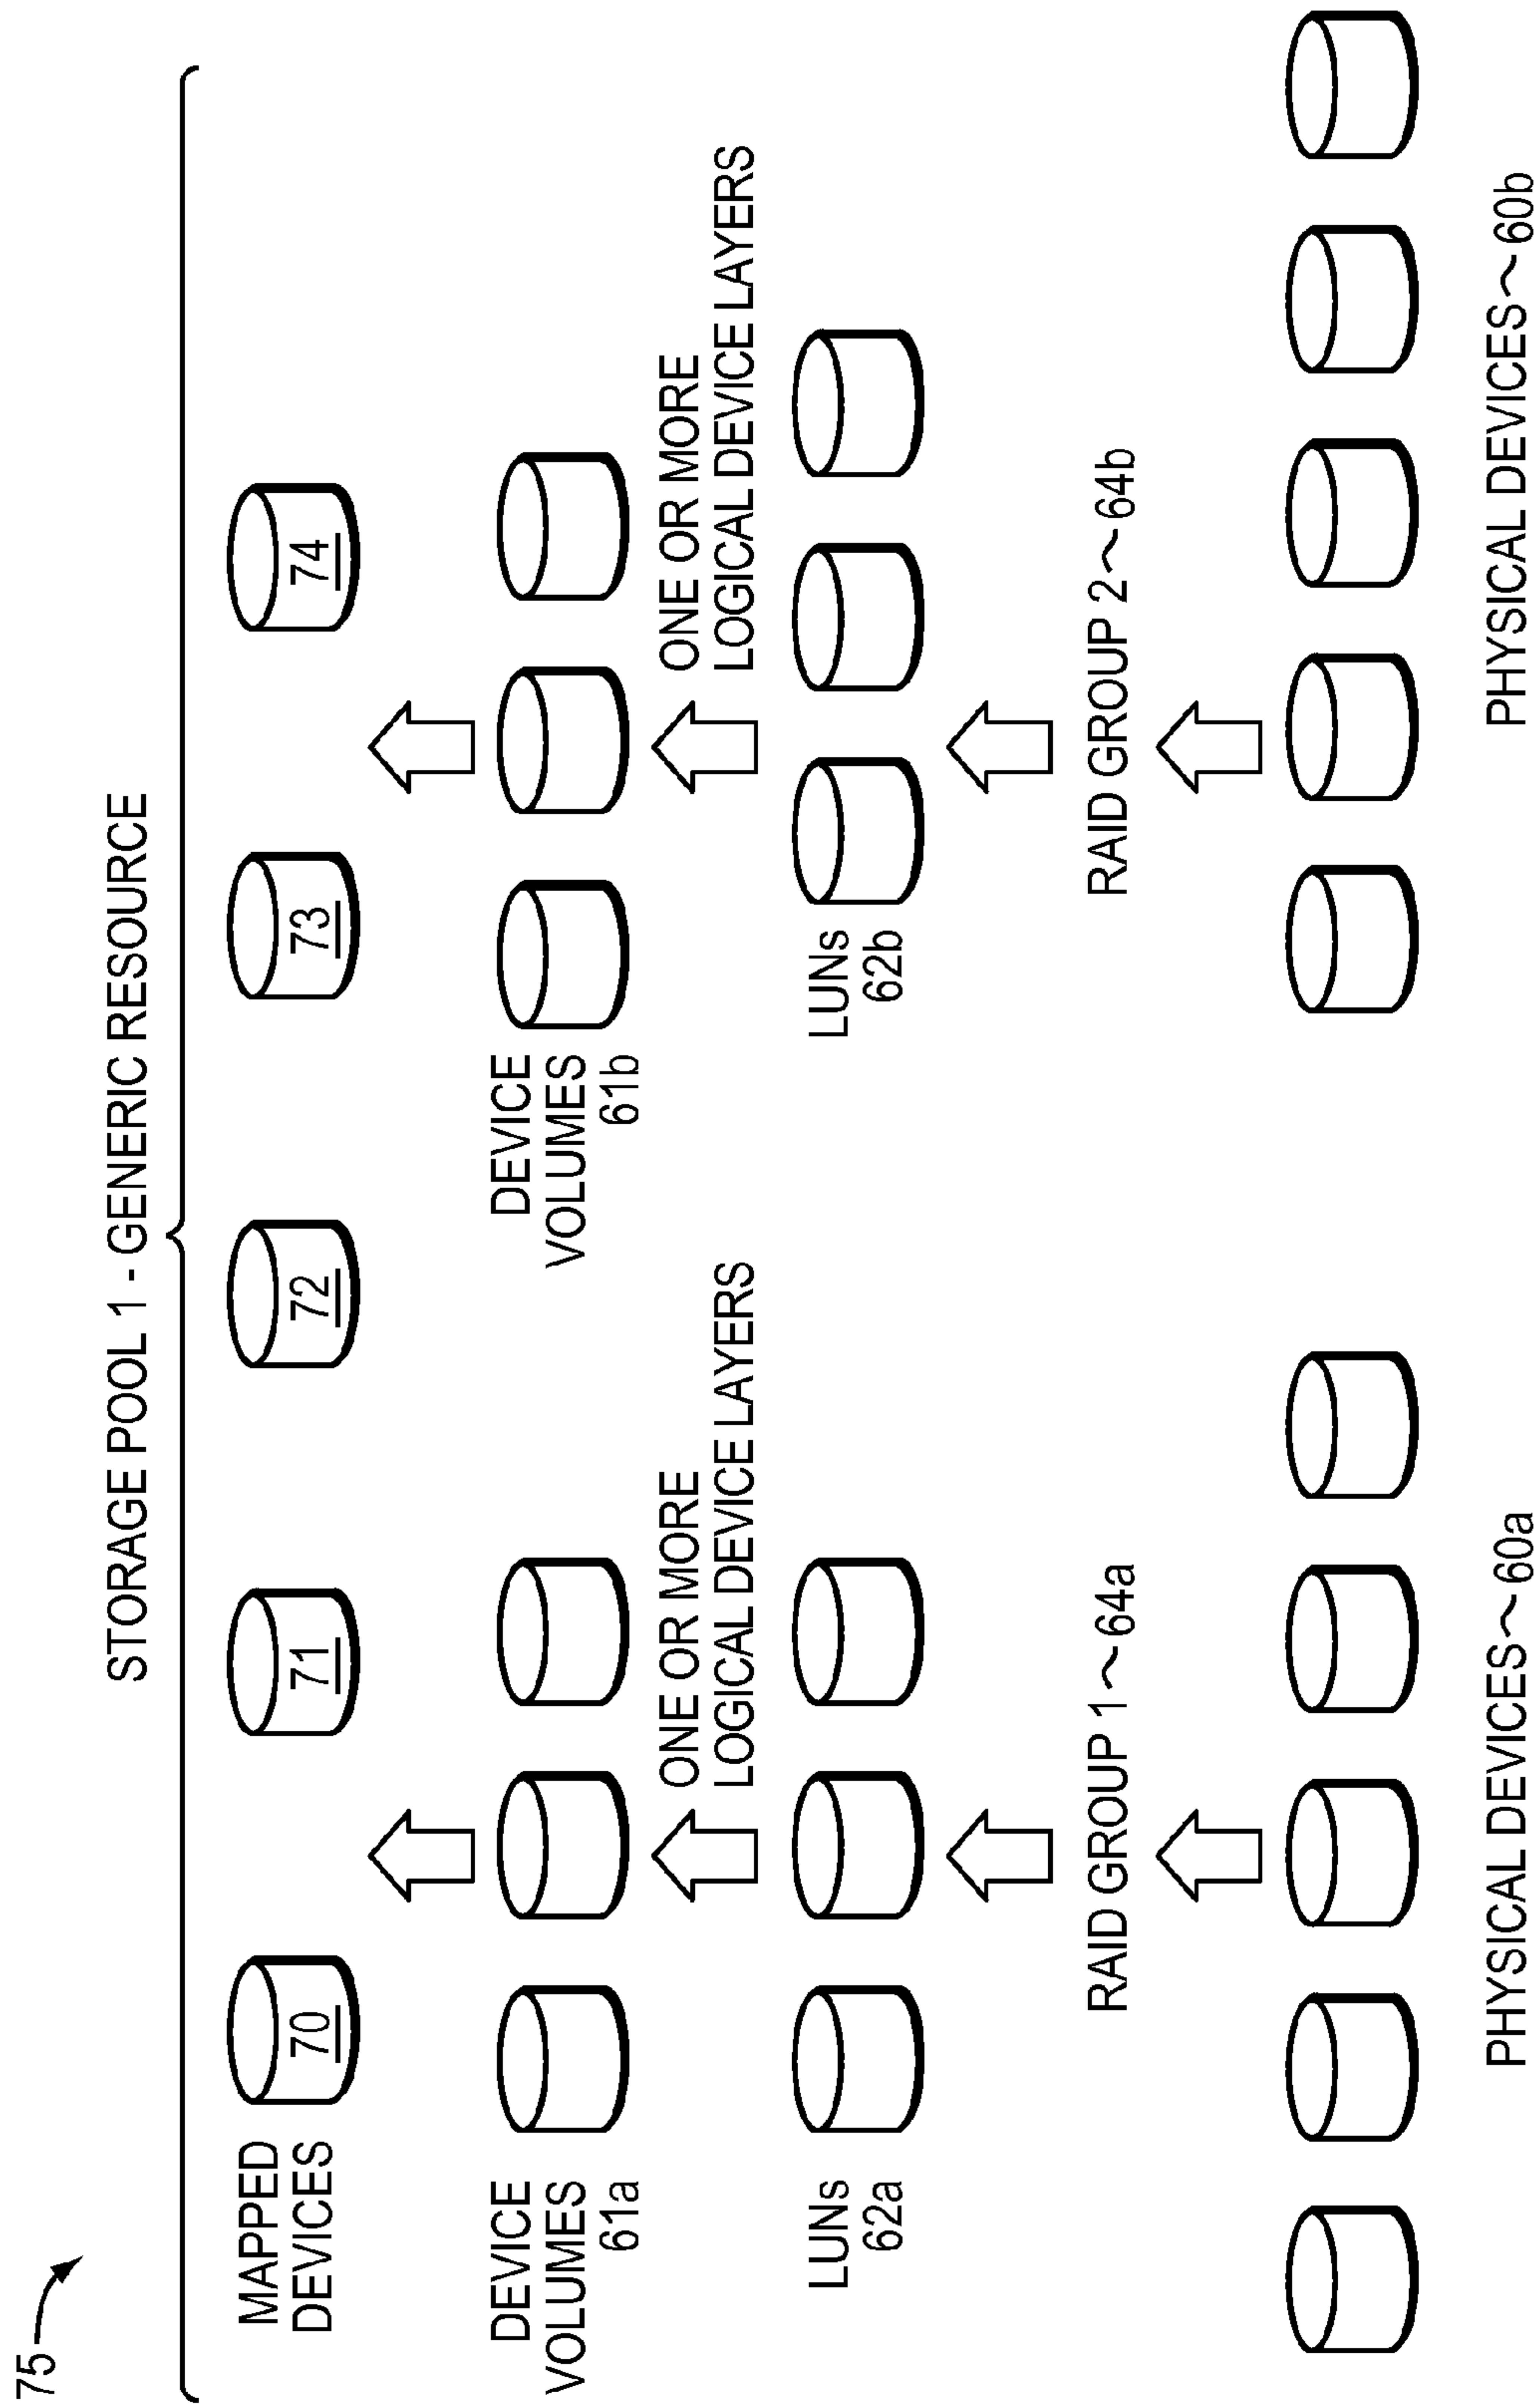 75
STORAGE POOL 1 - GENERIC RESOURCE
MAPPED
DEVICES
70
71
72
73
74
DEVICE
VOLUMES
61a
DEVICE
VOLUMES
61b
ONE OR MORE
LOGICAL DEVICE LAYERS
ONE OR MORE
LOGICAL DEVICE LAYERS
LUNs
62a
LUNs
62b
RAID GROUP 1~64a
RAID GROUP 2~64b
PHYSICAL DEVICES~60a
PHYSICAL DEVICES~60b